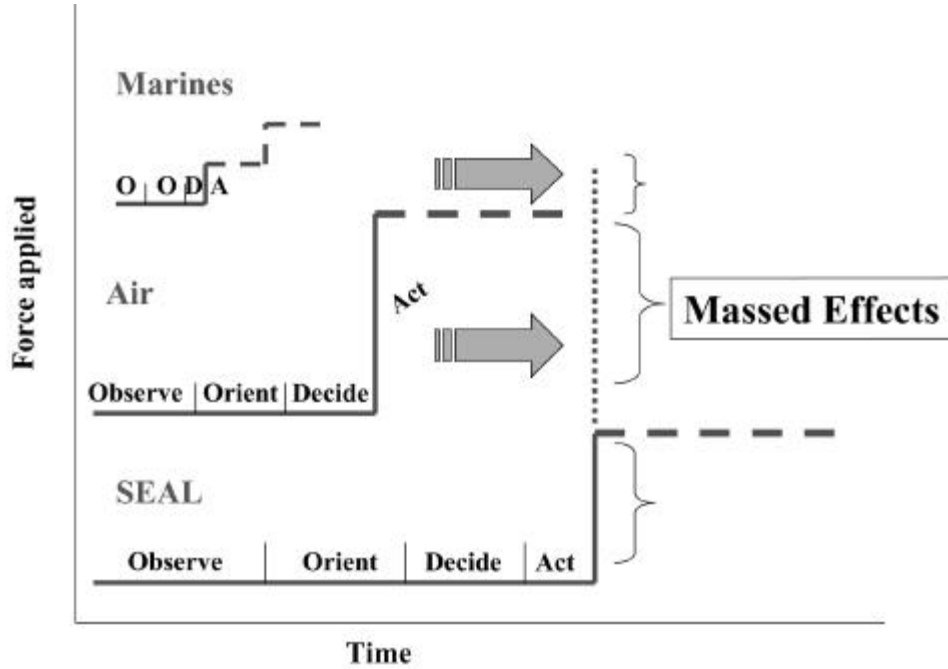 Marines
O O D A
Force applied
Air
Act
Massed Effects
Observe Orient Decide
SEAL
Observe Orient Decide Act
Time